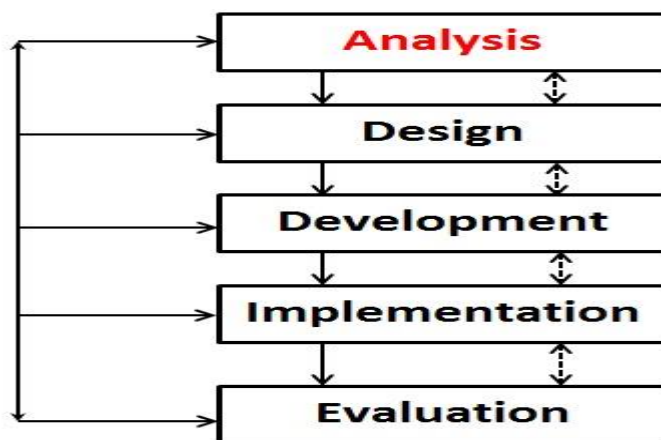 Analysis
Design
Development
Implementation
Evaluation